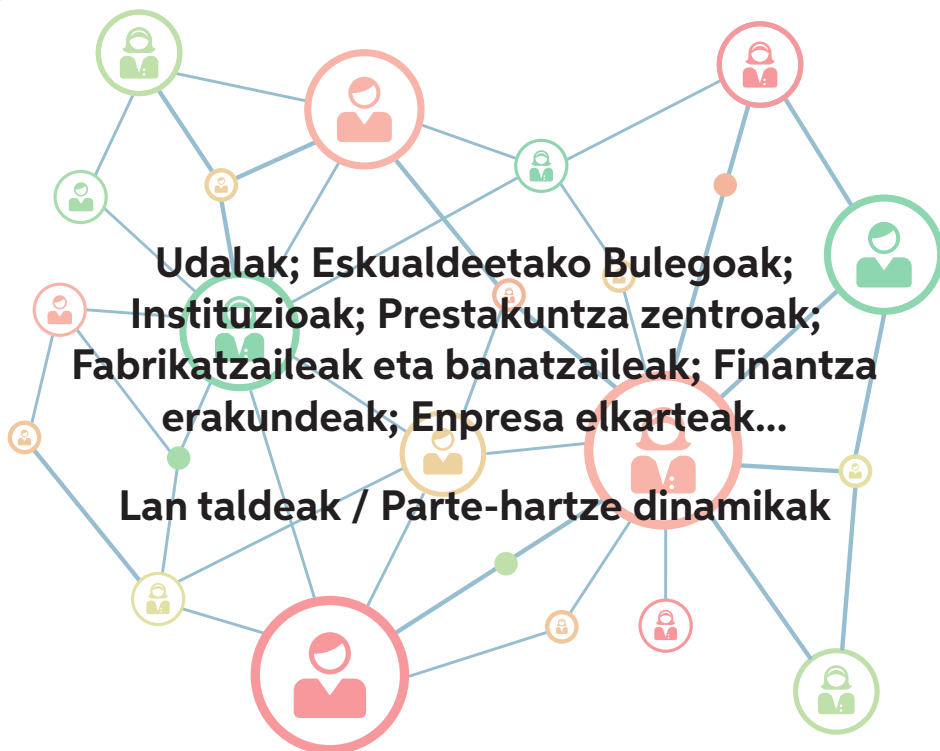 Udalak; Eskualdeetako Bulegoak;
Instituzioak; Prestakuntza zentroak;
Fabrikatzaileak eta banatzaileak; Finantza
erakundeak; Enpresa elkarteak...
Lan taldeak / Parte-hartze dinamikak